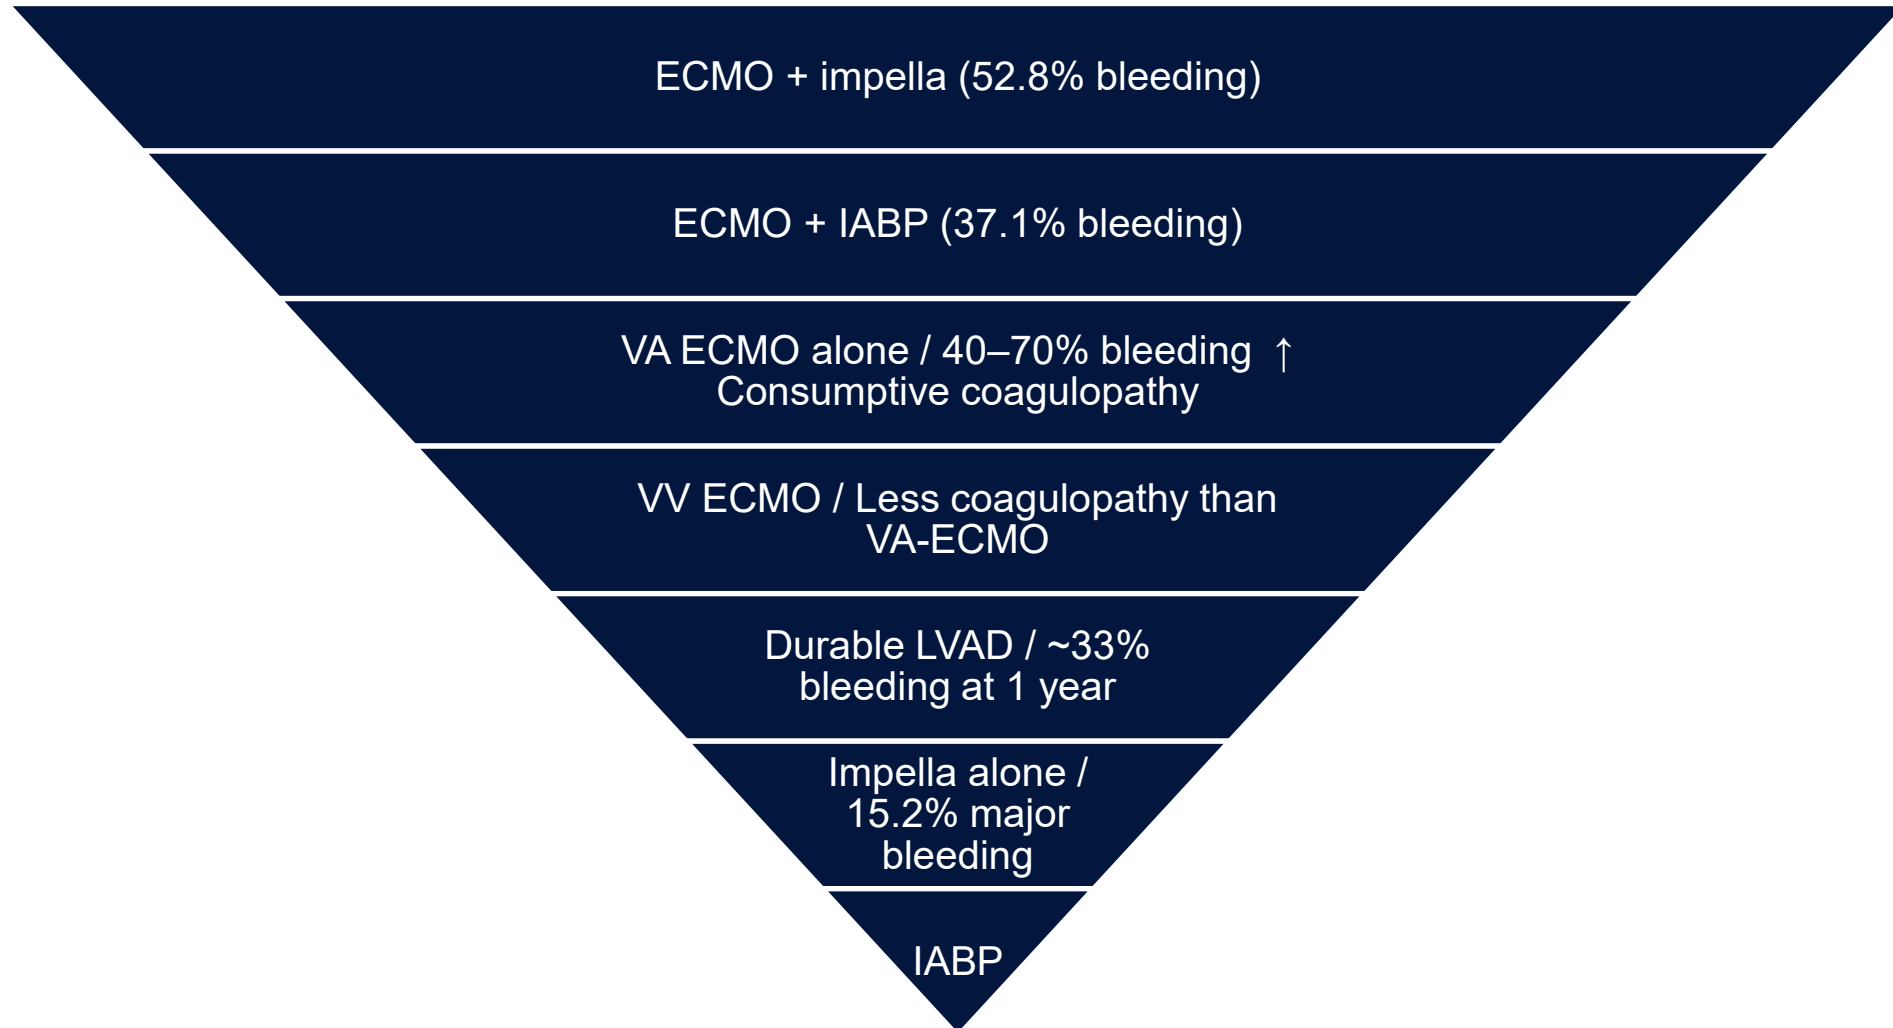 ECMO + impella (52.8% bleeding)
ECMO + IABP (37.1% bleeding)
VA ECMO alone / 40–70% bleeding ↑
Consumptive coagulopathy
VV ECMO / Less coagulopathy than
VA-ECMO
Durable LVAD / ~33%
bleeding at 1 year
Impella alone /
15.2% major
bleeding
IABP